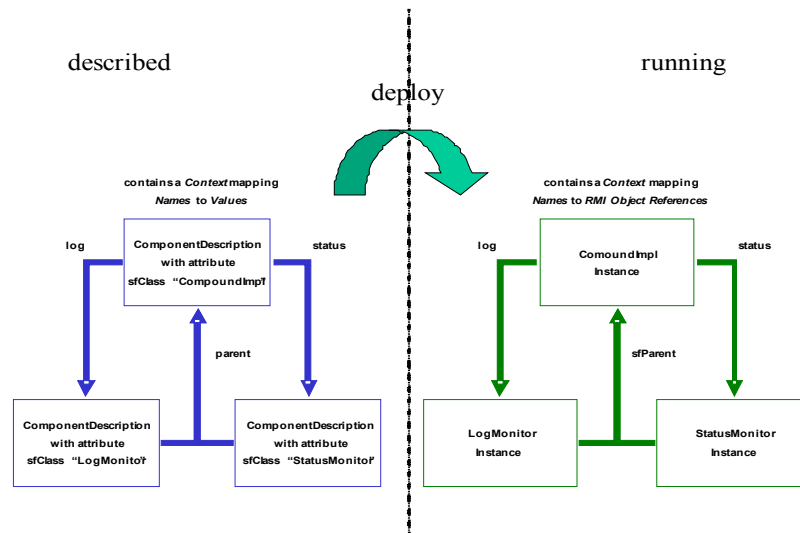 described
running
deploy
contains a Context mapping
Names to Values
log
status
ComponentDescription
with attribute
sfClass “CompoundImpl”
parent
ComponentDescription
with attribute
sfClass “LogMonitor”
ComponentDescription
with attribute
sfClass “StatusMonitor”
contains a Context mapping
Names to RMI Object References
log
status
ComoundImpl
Instance
sfParent
LogMonitor
Instance
StatusMonitor
Instance